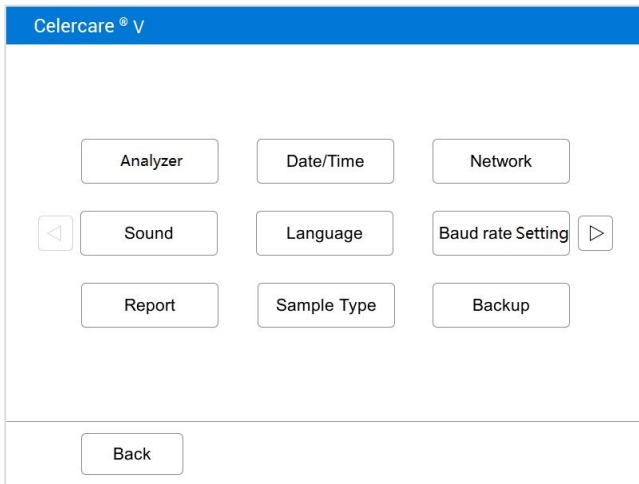 Celercare ® V
Analyzer Date/Time Network
Sound Language Baud rate Setting
Report Sample Type Backup
Back